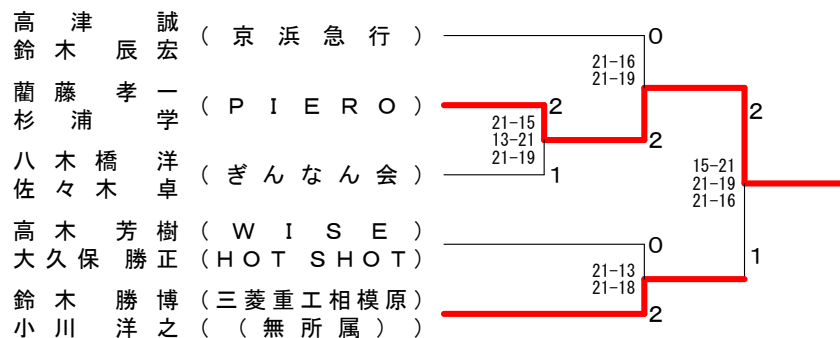 高津　誠 (京浜急行) 0
鈴木　辰宏
21-16
21-19
藺藤　孝一 (PIERO) 2 2
杉浦　学
21-15
13-21
21-19
2
八木橋　洋 (ぎんなん会) 1
佐々木　卓
15-21
21-19
21-16
高木　芳樹 (WISE) 0
大久保　勝正 (HOT SHOT) 1
21-13
21-18
鈴木　勝博 (三菱重工相模原) 2
小川　洋之 ((無所属))